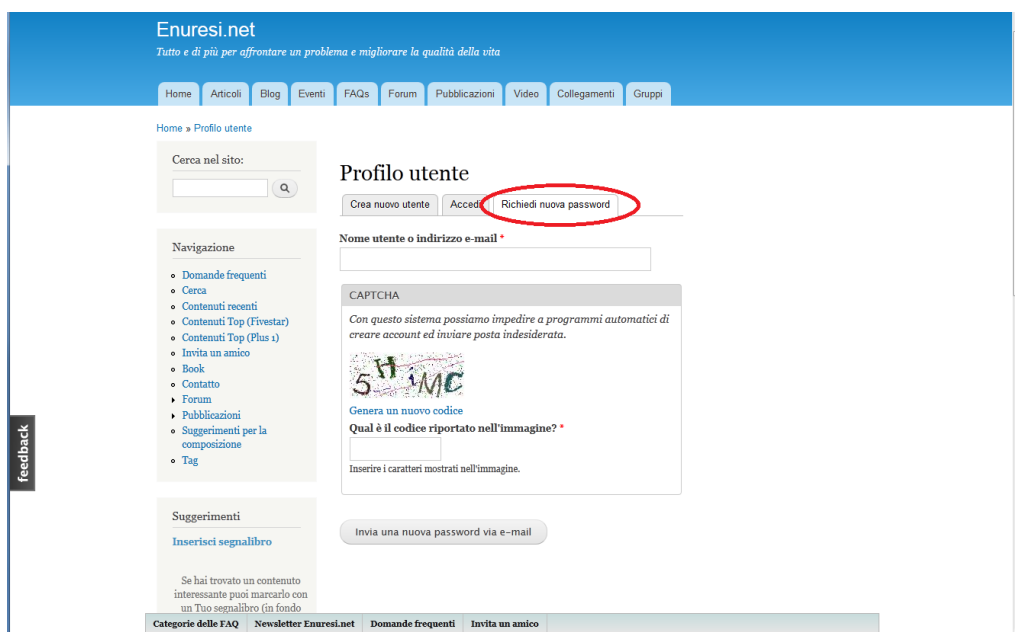 Enuresi.net
Tutto e di più per affrontare un problema e migliorare la qualità della vita
Home Articoli Blog Eventi FAQs Forum Pubblicazioni Video Collegamenti Gruppi
Home » Profilo utente
Cerca nel sito:
Navigazione
Domande frequenti
Cerca
Contenuti recenti
Contenuti Top (Fivestar)
Contenuti Top (Plus 1)
Invita un amico
Book
Contatto
Forum
Pubblicazioni
Suggerimenti per la
composizione
Tag
Suggerimenti
Inserisci segnalibro
Se hai trovato un contenuto
interessante puoi marcarlo con
un Tuo segnalibro (in fondo
Profilo utente
Crea nuovo utente Accedi Richiedi nuova password
Nome utente o indirizzo e-mail *
CAPTCHA
Con questo sistema possiamo impedire a programmi automatici di
creare account ed inviare posta indesiderata.
5HiMC
Genera un nuovo codice
Qual è il codice riportato nell'immagine? *
Inserire i caratteri mostrati nell'immagine.
Invia una nuova password via e-mail
feedback
Categorie delle FAQ Newsletter Enuresi.net Domande frequenti Invita un amico